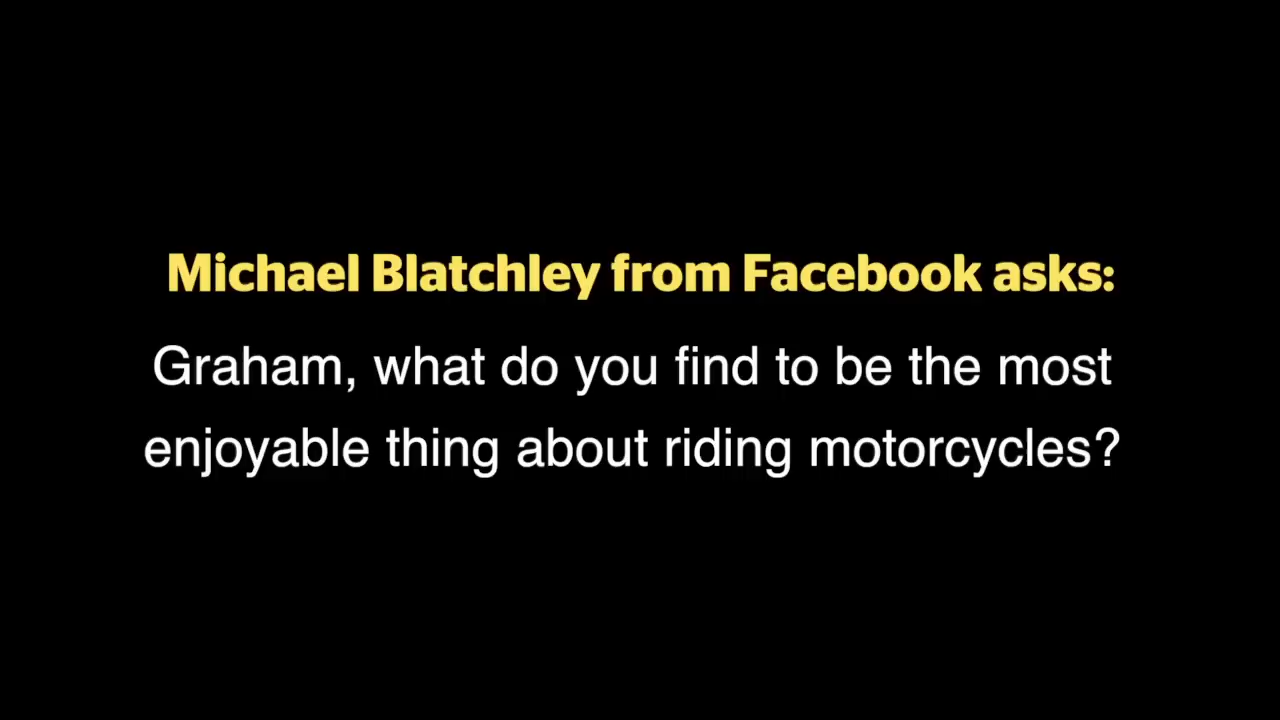 Michael Blatchley from Facebook asks:
Graham, what do you find to be the most
enjoyable thing about riding motorcycles?